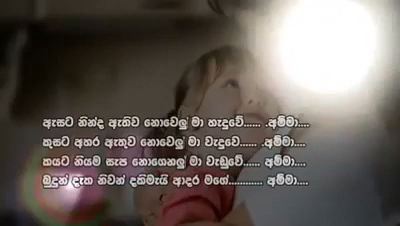 ඇසට නින්ද ඇතිව නොවෙලු මා හැදුවේ...... .අම්මා....
කුසට අහර ඇතුව නොවෙලු මා වැදුවෙ...... .අම්මා....
කයට නියම සැප නොගෙනලු මා වැඩුවේ...... අම්මා....
බුදුන් දැක නිවන් දකිමැයි ආදර මගේ............ අම්මා....